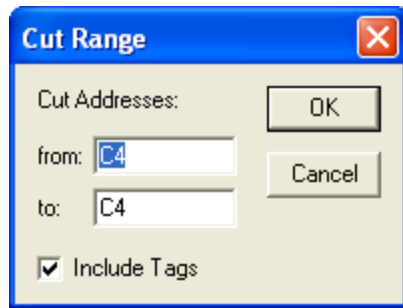 Cut Range
Cut Addresses:
OK
from: C4
Cancel
to: C4
Include Tags